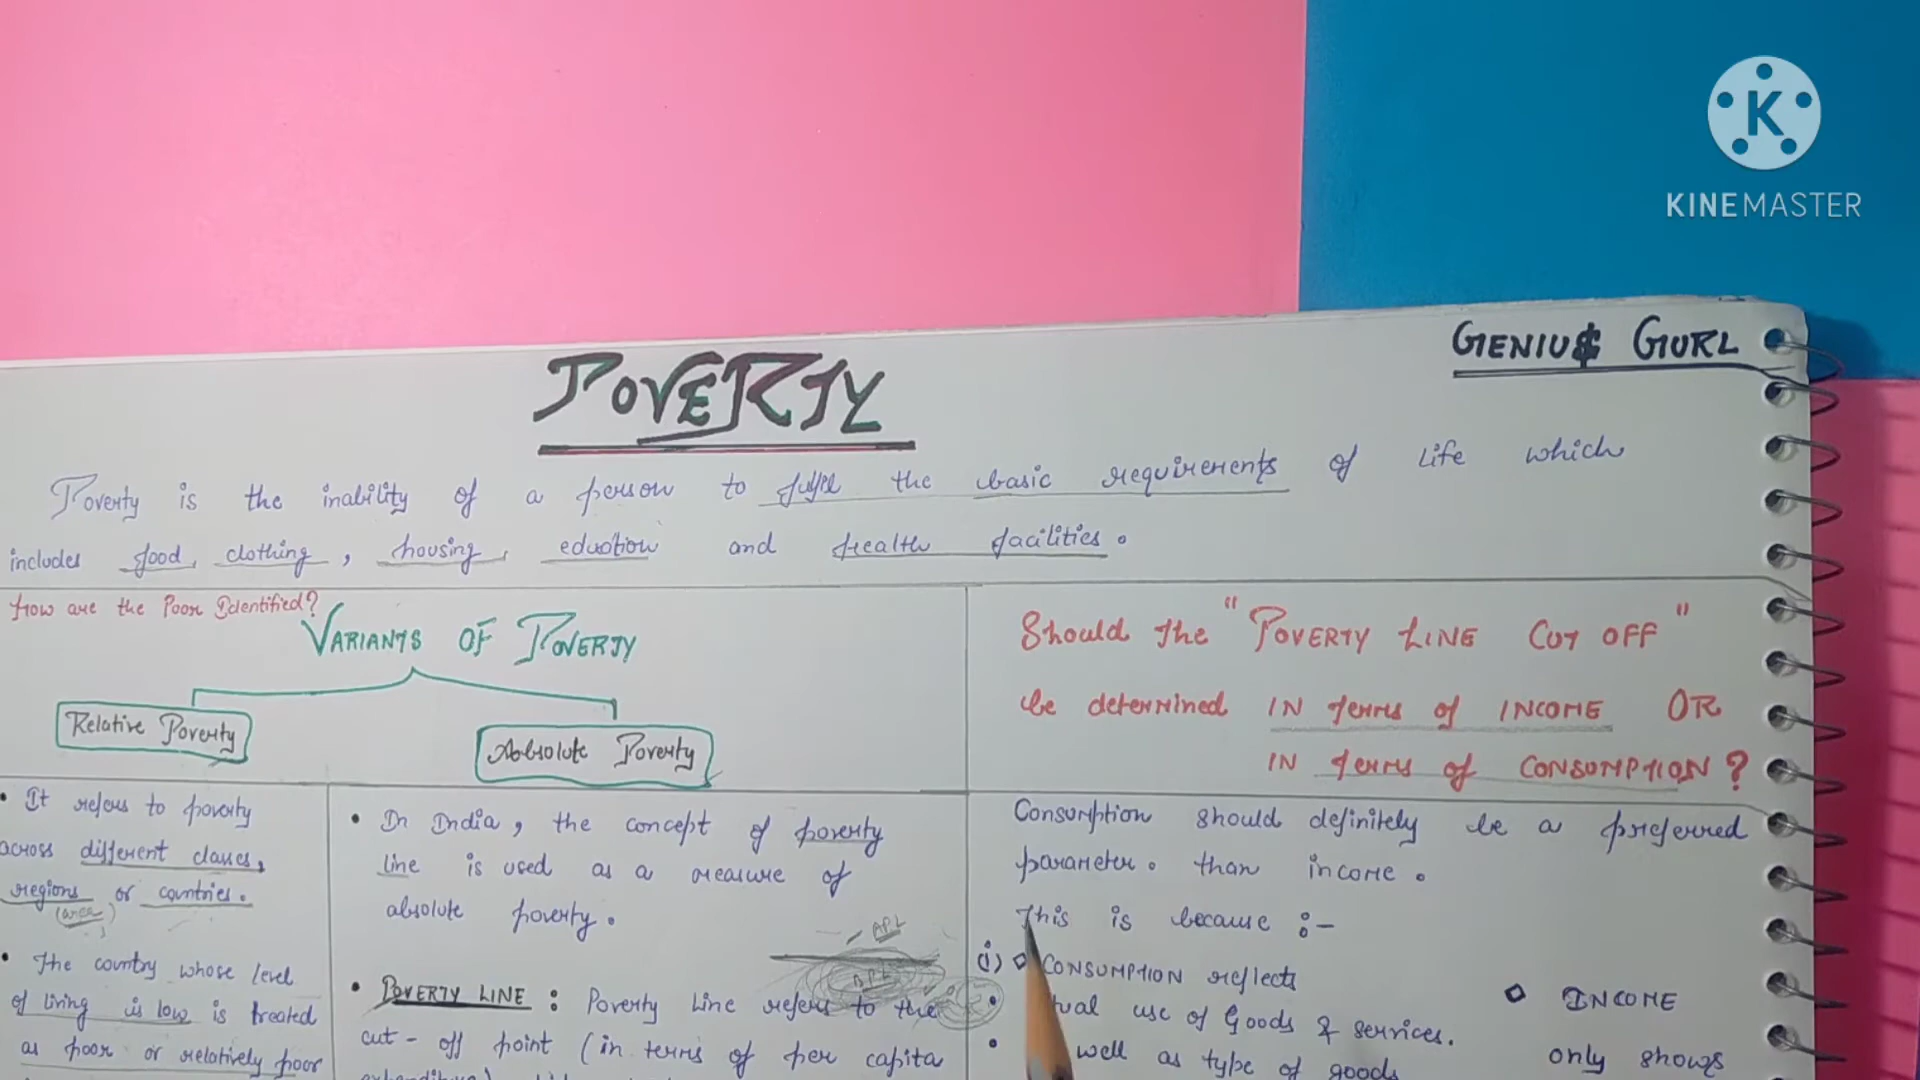 KINEMASTER
GENIU$ GURL
POVERTY
Poverty is the inability of a person to fulfil the basic requirements of life which
includes food, clothing, housing, eduction and health facilities.
How are the Poor Identified?
VARIANTS OF POVERTY
Relative Poverty
Absolute Poverty
• It refers to poverty
across different classes,
regions or countries.
(area)
• The country whose level
of living is low is treated
as poor or relatively poor
• In India, the concept of poverty
line is used as a measure of
absolute poverty.
APL
BPL
• POVERTY LINE : Poverty line refers to the
cut-off point (in terms of per capita
Should the "POVERTY LINE CUT OFF"
be determined IN terms of INCOME OR
IN terms of CONSUMPTION?
Consumption should definitely be a preferred
parameter. than income.
This is because :-
(i) ◇ CONSUMPTION reflects
use of Goods & services.
well as type of goods
◇ INCOME
only shows